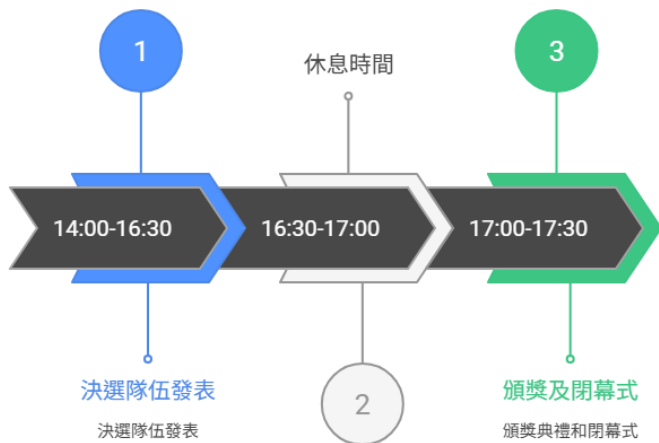 1
休息時間
3
14:00-16:30
16:30-17:00
17:00-17:30
決選隊伍發表
決選隊伍發表
2
頒獎及閉幕式
頒獎典禮和閉幕式